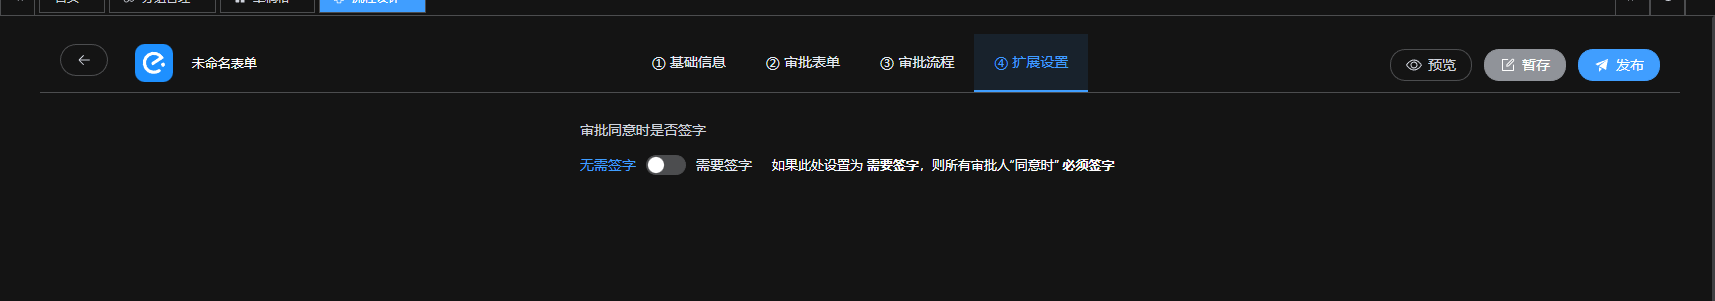 未命名表单
① 基础信息
② 审批表单
③ 审批流程
④ 扩展设置
预览
暂存
发布
审批同意时是否签字
无需签字 需要签字 如果此处设置为 需要签字，则所有审批人“同意时” 必须签字